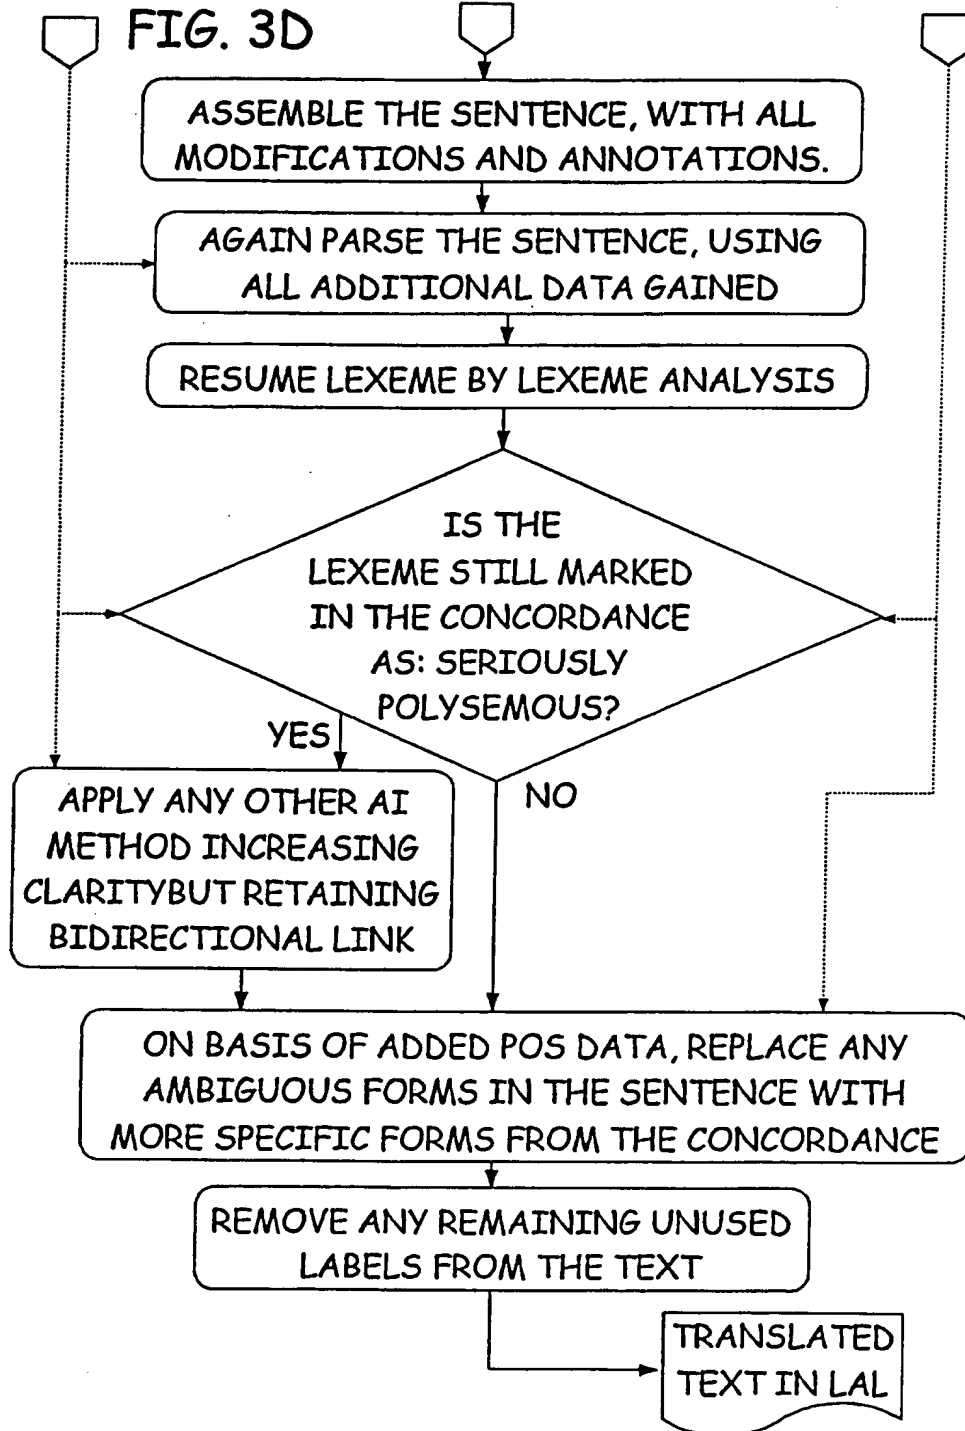 FIG. 3D
ASSEMBLE THE SENTENCE, WITH ALL
MODIFICATIONS AND ANNOTATIONS.
AGAIN PARSE THE SENTENCE, USING
ALL ADDITIONAL DATA GAINED
RESUME LEXEME BY LEXEME ANALYSIS
IS THE
LEXEME STILL MARKED
IN THE CONCORDANCE
AS: SERIOUSLY
POLYSEMOUS?
YES
NO
APPLY ANY OTHER AI
METHOD INCREASING
CLARITYBUT RETAINING
BIDIRECTIONAL LINK
ON BASIS OF ADDED POS DATA, REPLACE ANY
AMBIGUOUS FORMS IN THE SENTENCE WITH
MORE SPECIFIC FORMS FROM THE CONCORDANCE
REMOVE ANY REMAINING UNUSED
LABELS FROM THE TEXT
TRANSLATED
TEXT IN LAL